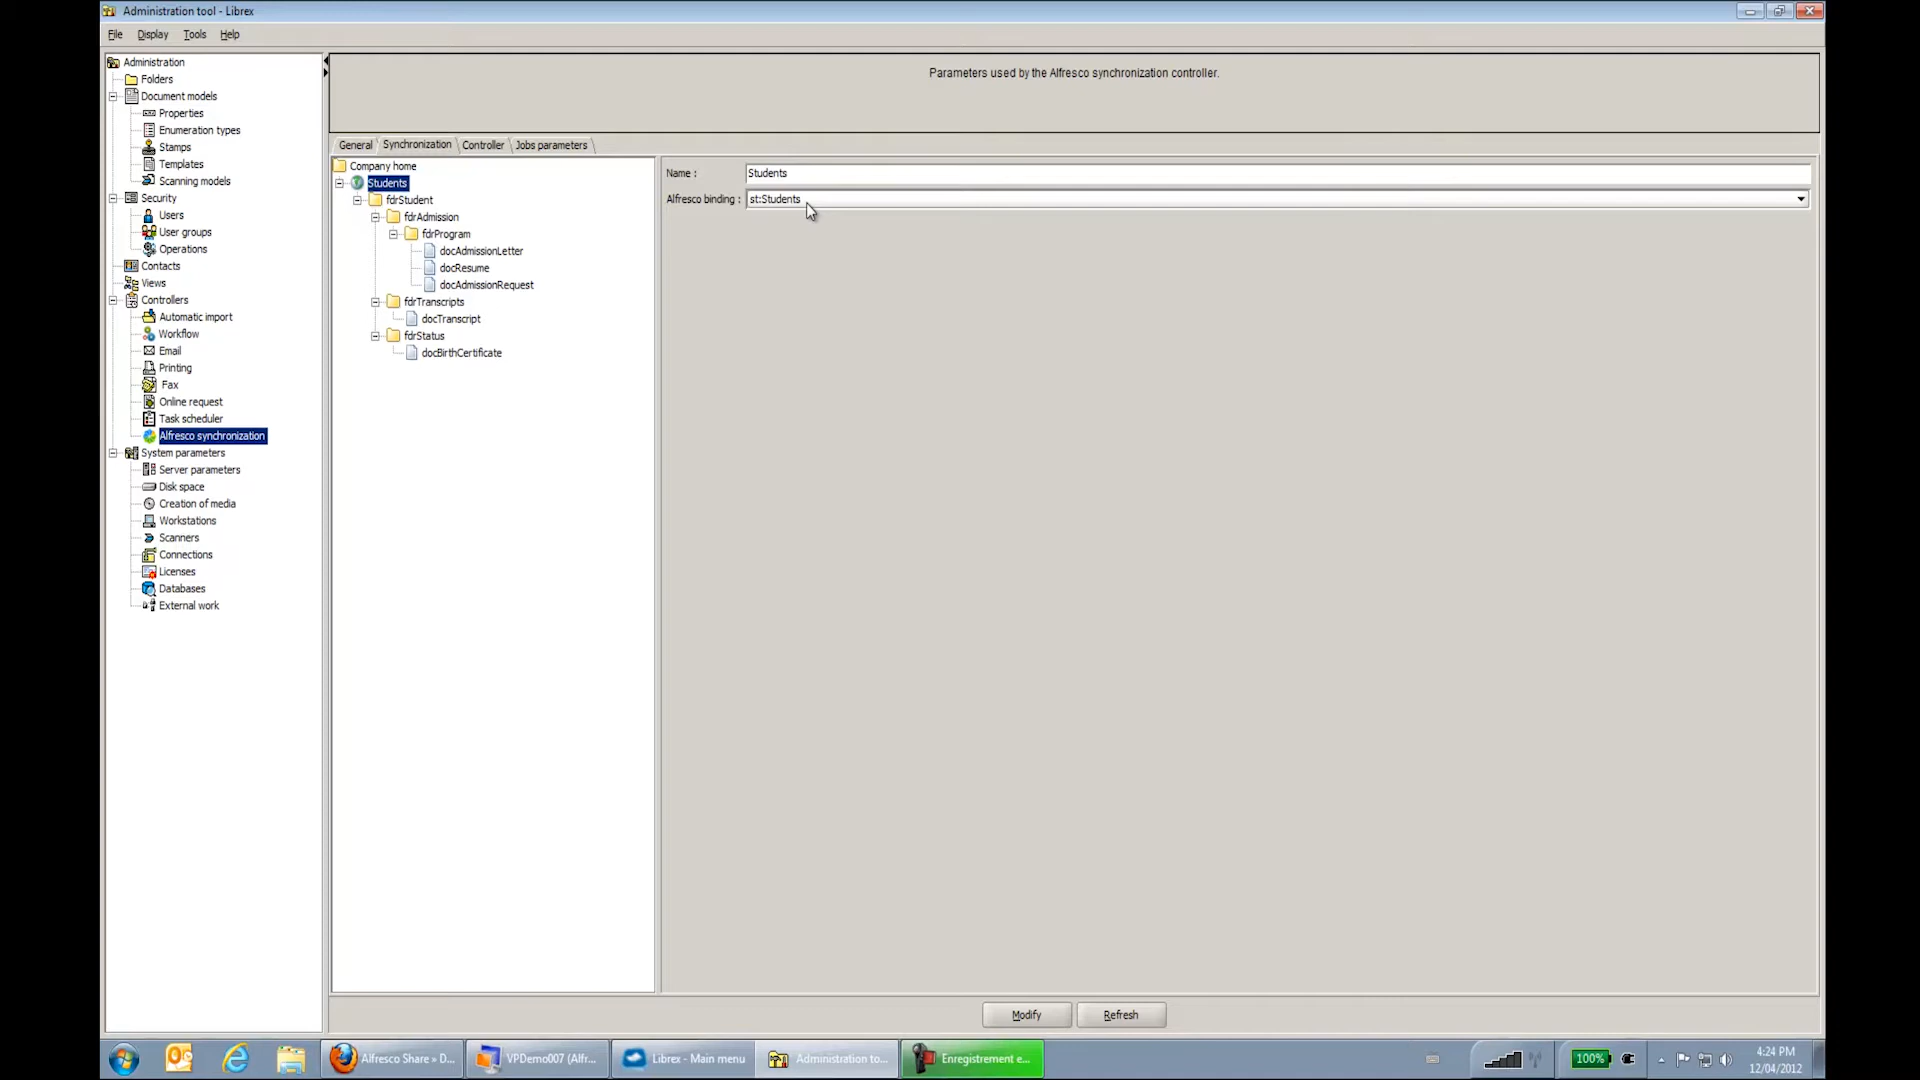 Administration tool - Librex
File Display Tools Help
Administration
Folders
Document models
Properties
Enumeration types
Stamps
Templates
Scanning models
Security
Users
User groups
Operations
Contacts
Views
Controllers
Automatic import
Workflow
Email
Printing
Fax
Online request
Task scheduler
Alfresco synchronization
System parameters
Server parameters
Disk space
Creation of media
Workstations
Scanners
Connections
Licenses
Databases
External work
Parameters used by the Alfresco synchronization controller.
General Synchronization Controller Jobs parameters
Company home
Students
fdrStudent
fdrAdmission
fdrProgram
docAdmissionLetter
docResume
docAdmissionRequest
fdrTranscripts
docTranscript
fdrStatus
docBirthCertificate
Name : Students
Alfresco binding : st:Students
Modify Refresh
Alfresco Share » D... VPDemo007 (Alfr... Librex - Main menu Administration to... Enregistrement e... 100% 4:24 PM
12/04/2012